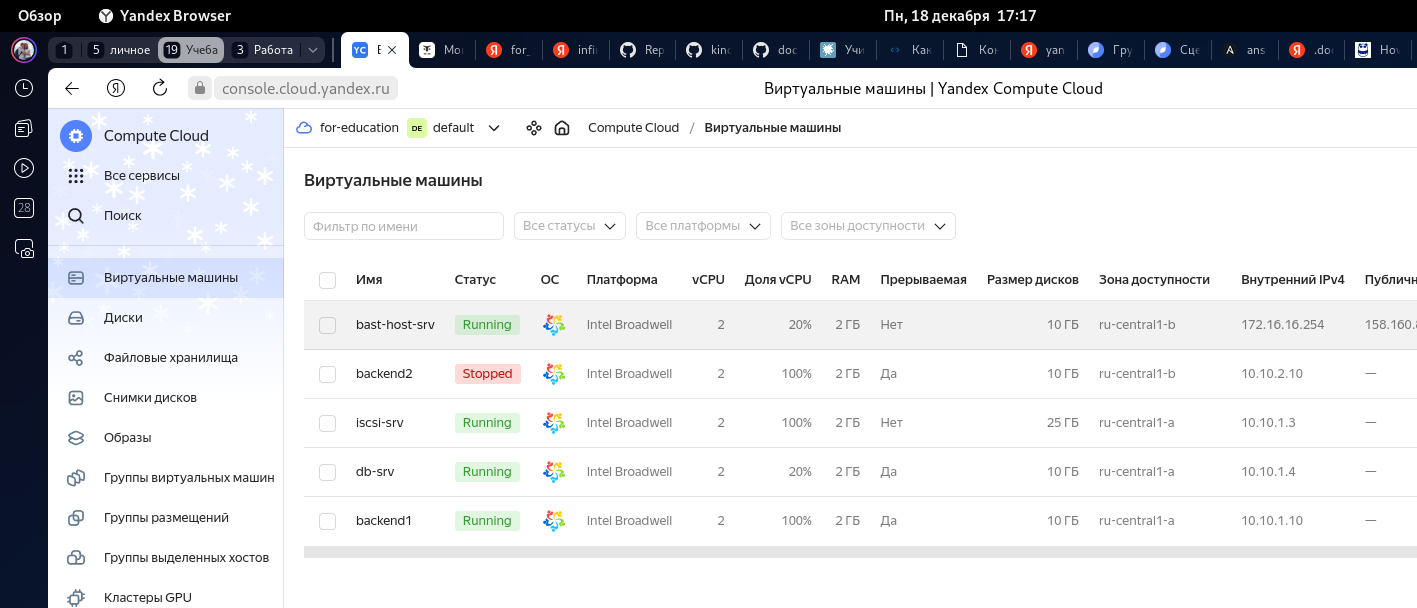 Обзор Yandex Browser Пн, 18 декабря 17:17
1 5 личное 19 Учеба 3 Работа YC for_ infi Rep kinc doc Учи Как Кон yan Гру Сце A ans .doc Hov
Я console.cloud.yandex.ru Виртуальные машины | Yandex Compute Cloud
28
Compute Cloud
Все сервисы
Поиск
Виртуальные машины
Диски
Файловые хранилища
Снимки дисков
Образы
Группы виртуальных машин
Группы размещений
Группы выделенных хостов
Кластеры GPU
for-education DE default Compute Cloud / Виртуальные машины
Виртуальные машины
Фильтр по имени Все статусы Все платформы Все зоны доступности
Имя Статус ОС Платформа vCPU Доля vCPU RAM Прерываемая Размер дисков Зона доступности Внутренний IPv4 Публичн
bast-host-srv Running Intel Broadwell 2 20% 2 ГБ Нет 10 ГБ ru-central1-b 172.16.16.254 158.160.
backend2 Stopped Intel Broadwell 2 100% 2 ГБ Да 10 ГБ ru-central1-b 10.10.2.10 —
iscsi-srv Running Intel Broadwell 2 100% 2 ГБ Нет 25 ГБ ru-central1-a 10.10.1.3 —
db-srv Running Intel Broadwell 2 20% 2 ГБ Да 10 ГБ ru-central1-a 10.10.1.4 —
backend1 Running Intel Broadwell 2 100% 2 ГБ Да 10 ГБ ru-central1-a 10.10.1.10 —